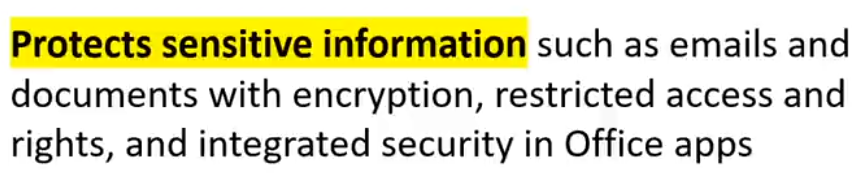 Protects sensitive information such as emails and
documents with encryption, restricted access and
rights, and integrated security in Office apps